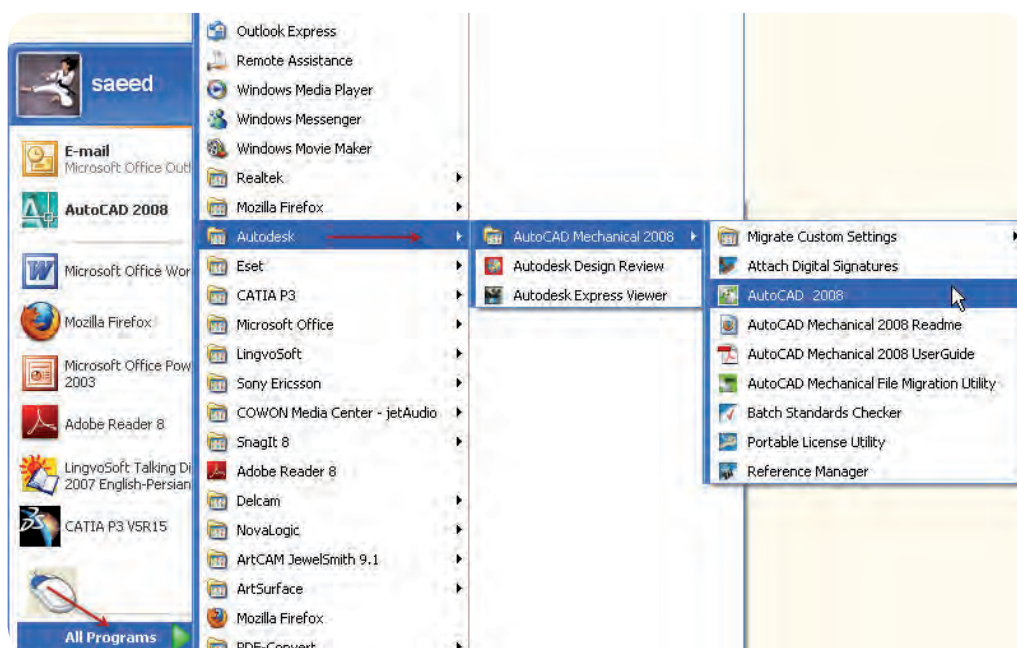 saeed
E-mail
Microsoft Office Outl
AutoCAD 2008
Microsoft Office Wor
Mozilla Firefox
Microsoft Office Pow
2003
Adobe Reader 8
LingvoSoft Talking Di
2007 English-Persian
CATIA P3 V5R15
All Programs
Outlook Express
Remote Assistance
Windows Media Player
Windows Messenger
Windows Movie Maker
Realtek
Mozilla Firefox
Autodesk
Eset
CATIA P3
Microsoft Office
LingvoSoft
Sony Ericsson
COWON Media Center - jetAudio
SnagIt 8
Adobe Reader 8
Delcam
NovaLogic
ArtCAM JewelSmith 9.1
ArtSurface
Mozilla Firefox
PDF-Convert
AutoCAD Mechanical 2008
Autodesk Design Review
Autodesk Express Viewer
Migrate Custom Settings
Attach Digital Signatures
AutoCAD 2008
AutoCAD Mechanical 2008 Readme
AutoCAD Mechanical 2008 UserGuide
AutoCAD Mechanical File Migration Utility
Batch Standards Checker
Portable License Utility
Reference Manager